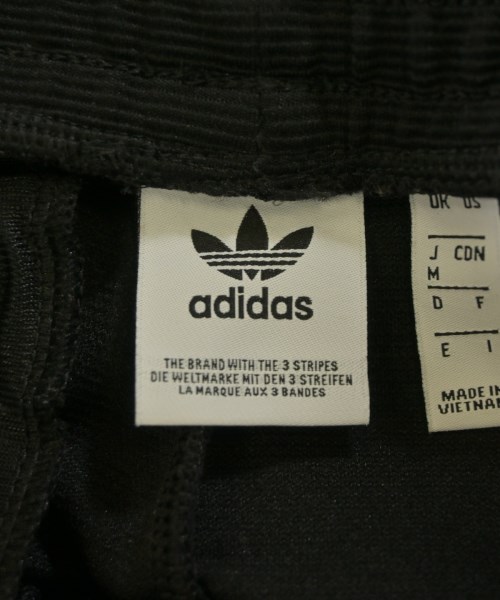 adidas
THE BRAND WITH THE 3 STRIPES
DIE WELTMARKE MIT DEN 3 STREIFEN
LA MARQUE AUX 3 BANDES
UK US
J CDN
M
D F
E I
MADE IN
VIETNAM